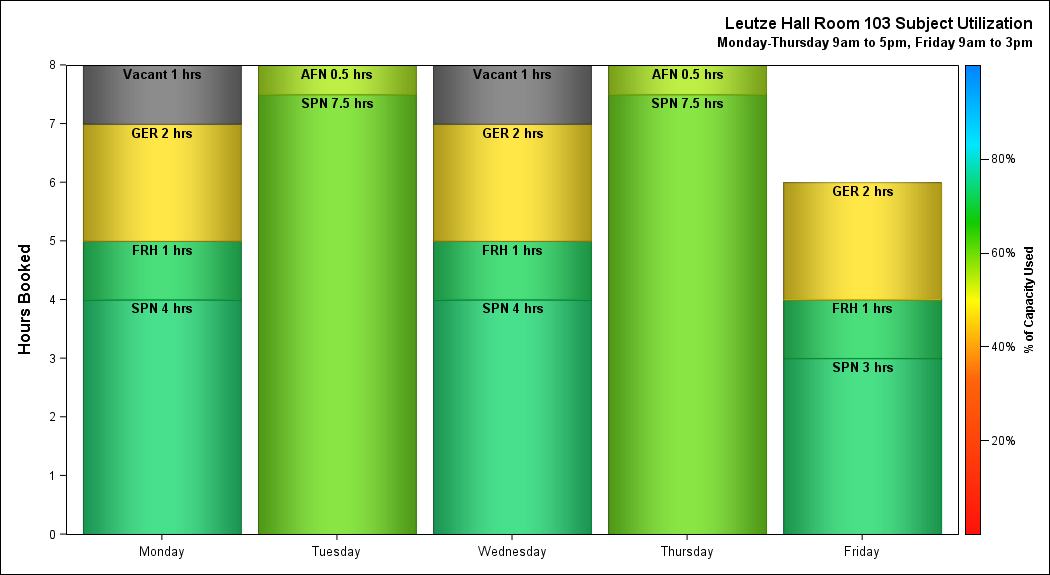 Leutze Hall Room 103 Subject Utilization
Monday-Thursday 9am to 5pm, Friday 9am to 3pm
Hours Booked
8
7
6
5
4
3
2
1
0
Vacant 1 hrs
GER 2 hrs
FRH 1 hrs
SPN 4 hrs
AFN 0.5 hrs
SPN 7.5 hrs
Vacant 1 hrs
GER 2 hrs
FRH 1 hrs
SPN 4 hrs
AFN 0.5 hrs
SPN 7.5 hrs
GER 2 hrs
FRH 1 hrs
SPN 3 hrs
Monday Tuesday Wednesday Thursday Friday
80%
60%
40%
20%
% of Capacity Used